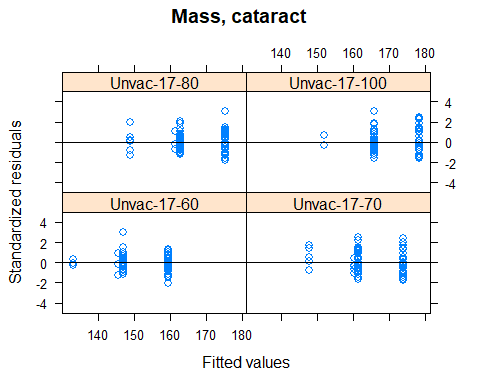 Mass, cataract
140 150 160 170 180
Unvac-17-80 Unvac-17-100
4
2
0
-2
-4
Unvac-17-60 Unvac-17-70
4
2
0
-2
-4
140 150 160 170 180
Standardized residuals
Fitted values